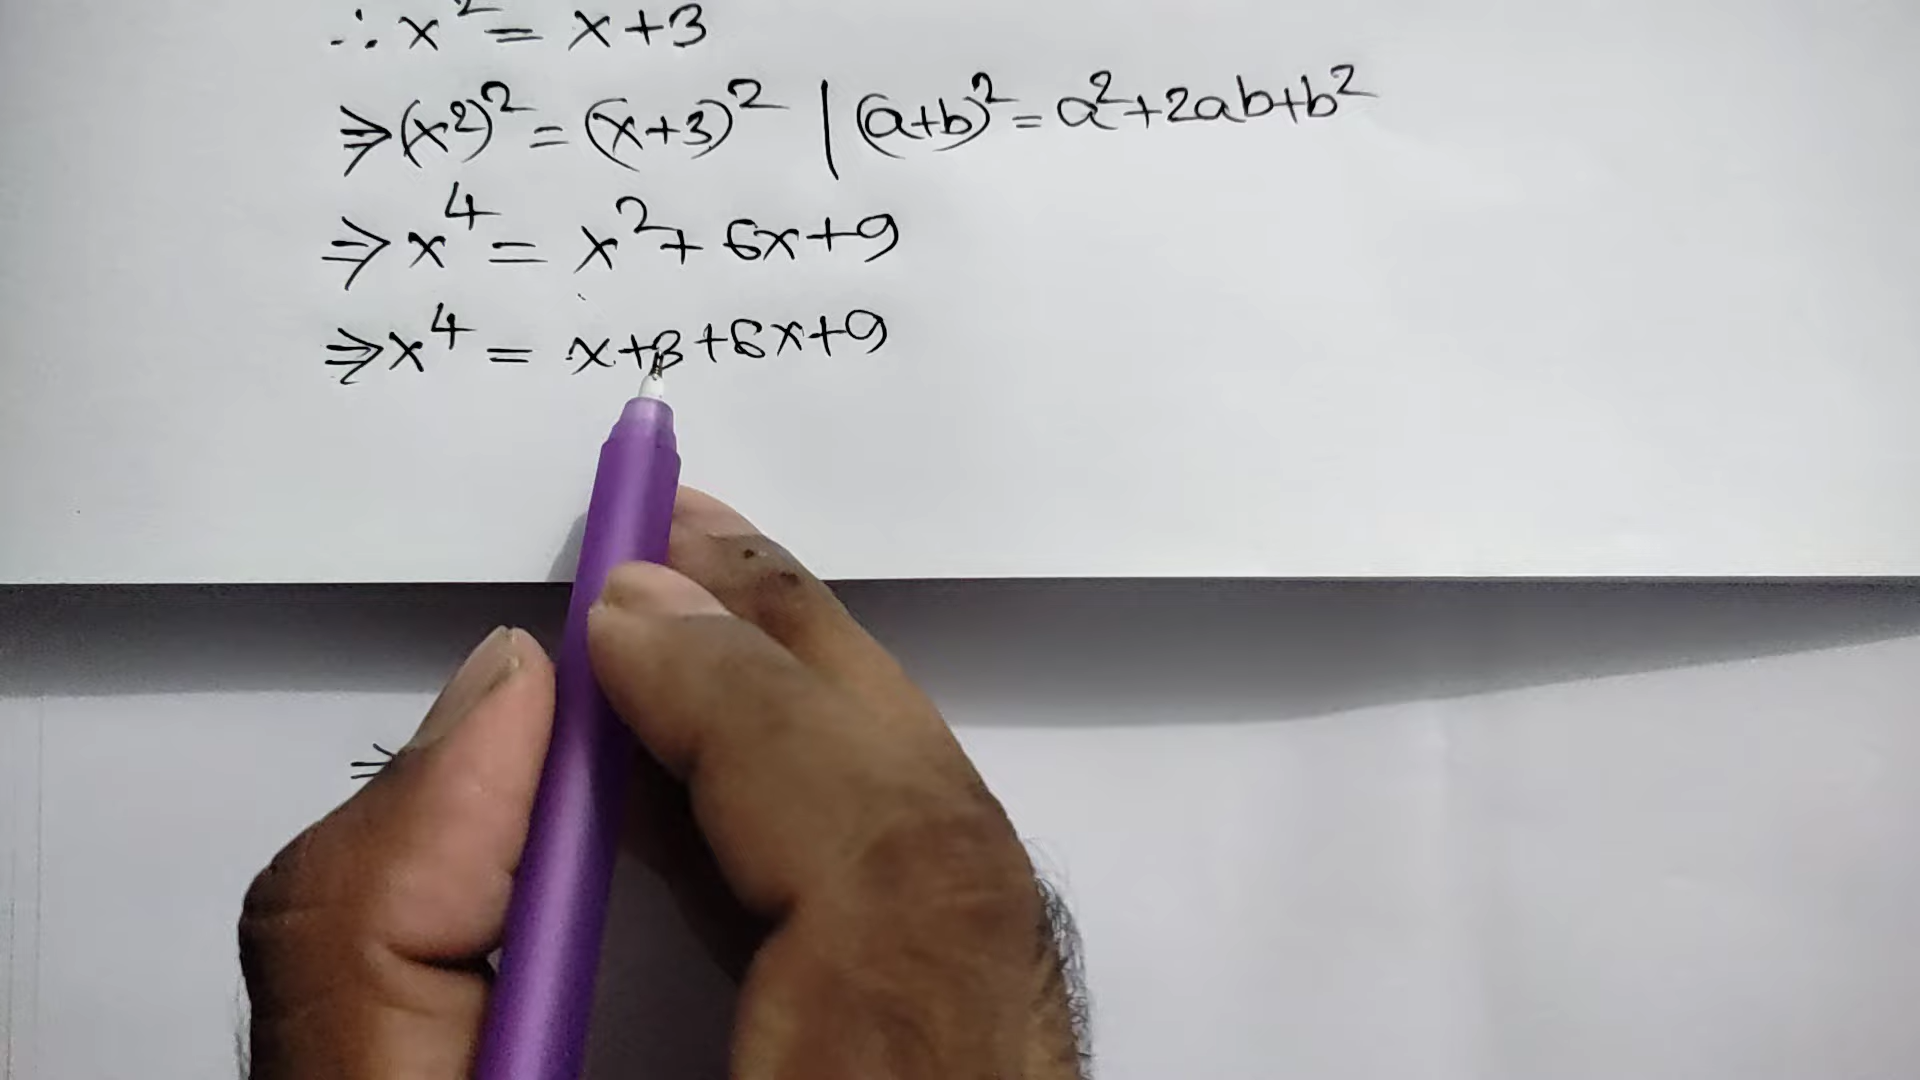 ∴ x² = x+3
⇒(x²)² = (x+3)² | (a+b)² = a²+2ab+b²
⇒ x⁴ = x²+ 6x+9
⇒x⁴ = x+3+6x+9
⇒